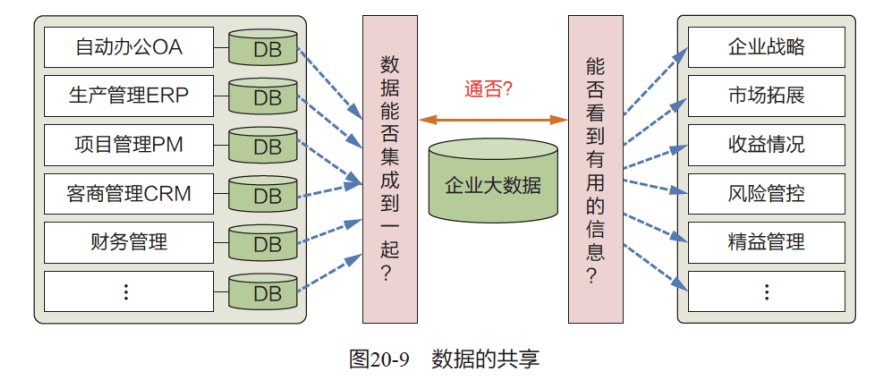 自动办公OA
DB
生产管理ERP
DB
项目管理PM
DB
客商管理CRM
DB
财务管理
DB
⋮
DB
数据能否集成到一起？
通否？
企业大数据
能否看到有用的信息？
企业战略
市场拓展
收益情况
风险管控
精益管理
⋮
图20-9 数据的共享